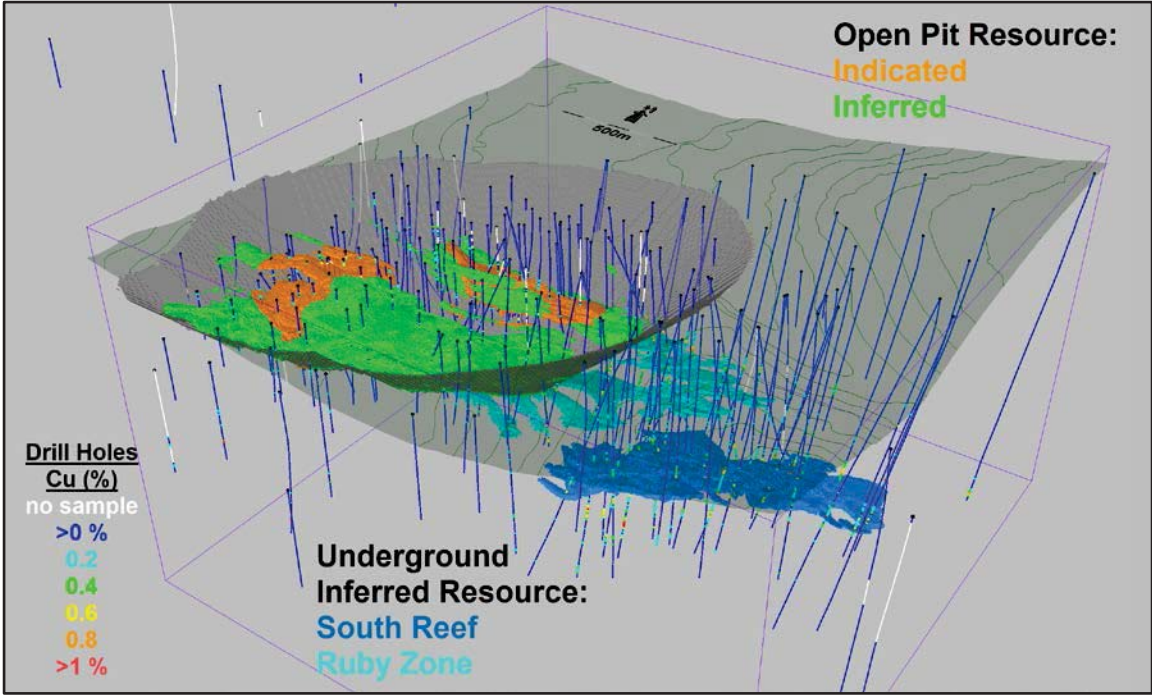 Open Pit Resource:
Indicated
Inferred
500m
Drill Holes
Cu (%)
no sample
>0 %
0.2
0.4
0.6
0.8
>1 %
Underground
Inferred Resource:
South Reef
Ruby Zone